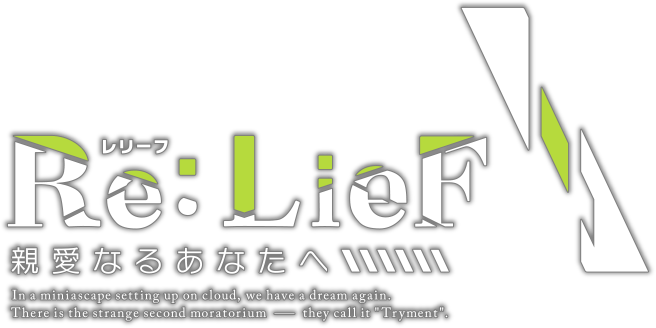 レリーフ
Re:LieF
親愛なるあなたへ
In a miniascape setting up on cloud, we have a dream again.
There is the strange second moratorium ── they call it "Tryment".